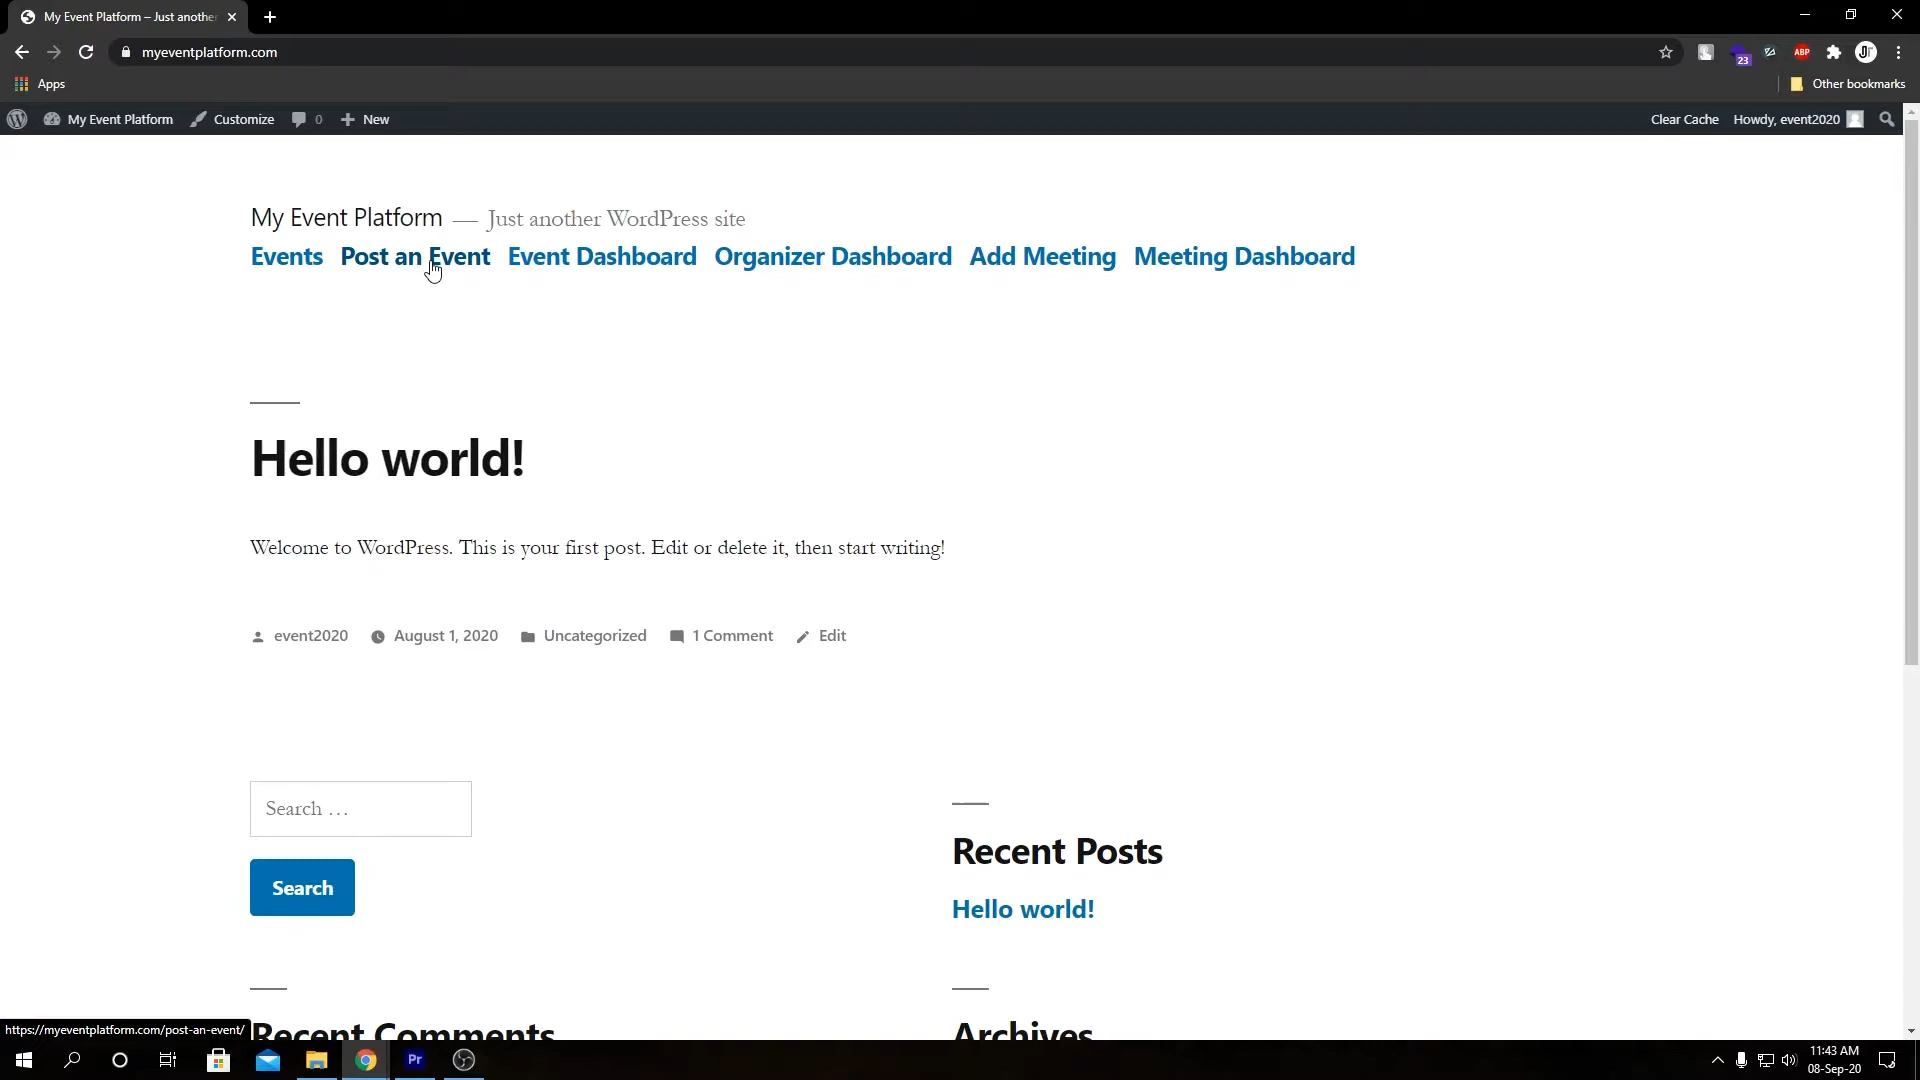 My Event Platform – Just another
myeventplatform.com
23
ABP
Apps
Other bookmarks
My Event Platform
Customize
0
New
Clear Cache
Howdy, event2020
My Event Platform — Just another WordPress site
Events Post an Event Event Dashboard Organizer Dashboard Add Meeting Meeting Dashboard
Hello world!
Welcome to WordPress. This is your first post. Edit or delete it, then start writing!
event2020 August 1, 2020 Uncategorized 1 Comment Edit
Search …
Search
Recent Posts
Hello world!
Recent Comments
Archives
https://myeventplatform.com/post-an-event/
Pr
11:43 AM
08-Sep-20